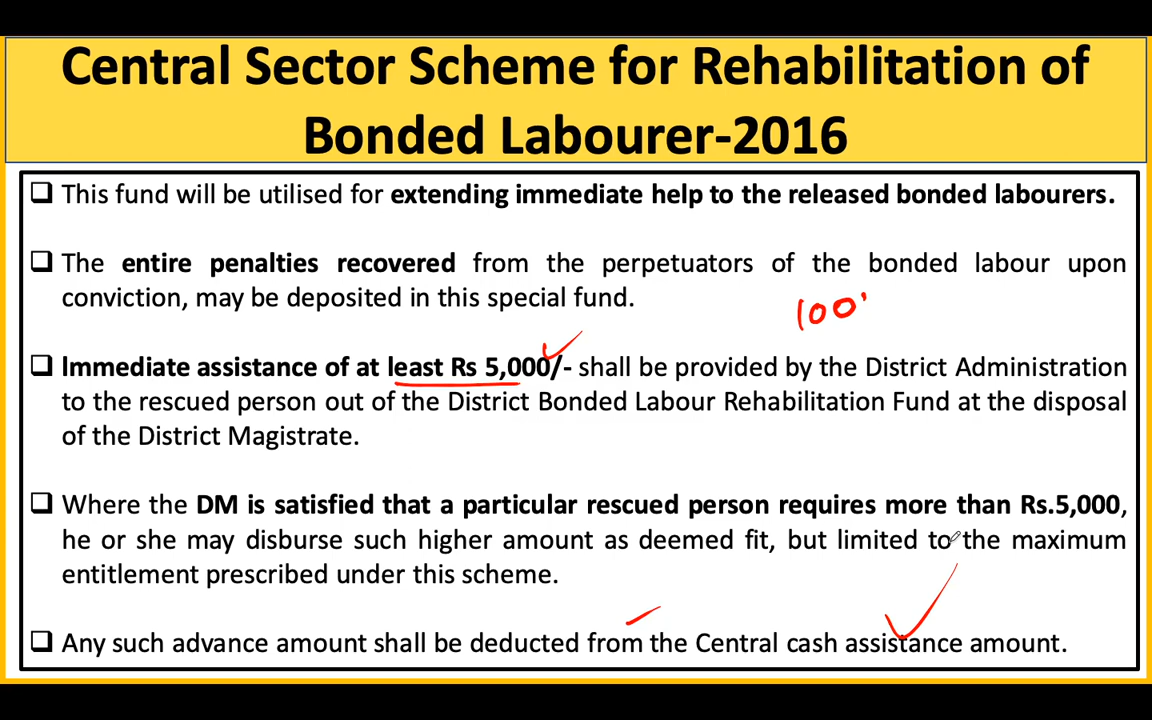 Central Sector Scheme for Rehabilitation of
Bonded Labourer-2016
❑ This fund will be utilised for extending immediate help to the released bonded labourers.
❑ The entire penalties recovered from the perpetuators of the bonded labour upon
conviction, may be deposited in this special fund.
100'
❑ Immediate assistance of at least Rs 5,000/- shall be provided by the District Administration
to the rescued person out of the District Bonded Labour Rehabilitation Fund at the disposal
of the District Magistrate.
❑ Where the DM is satisfied that a particular rescued person requires more than Rs.5,000,
he or she may disburse such higher amount as deemed fit, but limited to the maximum
entitlement prescribed under this scheme.
❑ Any such advance amount shall be deducted from the Central cash assistance amount.